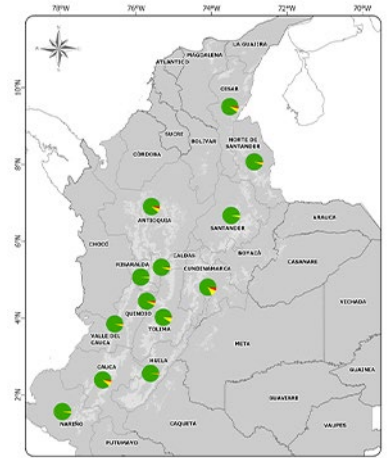 78°W 76°W 74°W 72°W 70°W
LA GUAJIRA
MAGDALENA
ATLANTICO
CESAR
10°N
SUCRE
NORTE DE
SANTANDER
BOLIVAR
CÓRDOBA
8°N
ANTIOQUIA
SANTANDER
ARAUCA
6°N
CHOCÓ
BOYACÁ
CALDAS
RISARALDA
CUNDINAMARCA
CASANARE
VICHADA
QUINDIO
4°N
TOLIMA
VALLE DEL
CAUCA
META
HUILA
CAUCA
GUAINIA
2°N
GUAVIARE
NARIÑO
CAQUETA
VAUPES
PUTUMAYO